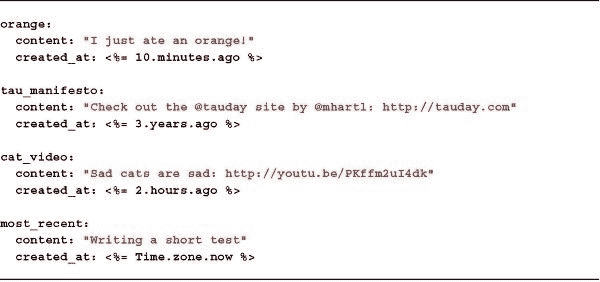 orange:
  content: "I just ate an orange!"
  created_at: <%= 10.minutes.ago %>
tau_manifesto:
  content: "Check out the @tauday site by @mhartl: http://tauday.com"
  created_at: <%= 3.years.ago %>
cat_video:
  content: "Sad cats are sad: http://youtu.be/PKffm2uI4dk"
  created_at: <%= 2.hours.ago %>
most_recent:
  content: "Writing a short test"
  created_at: <%= Time.zone.now %>